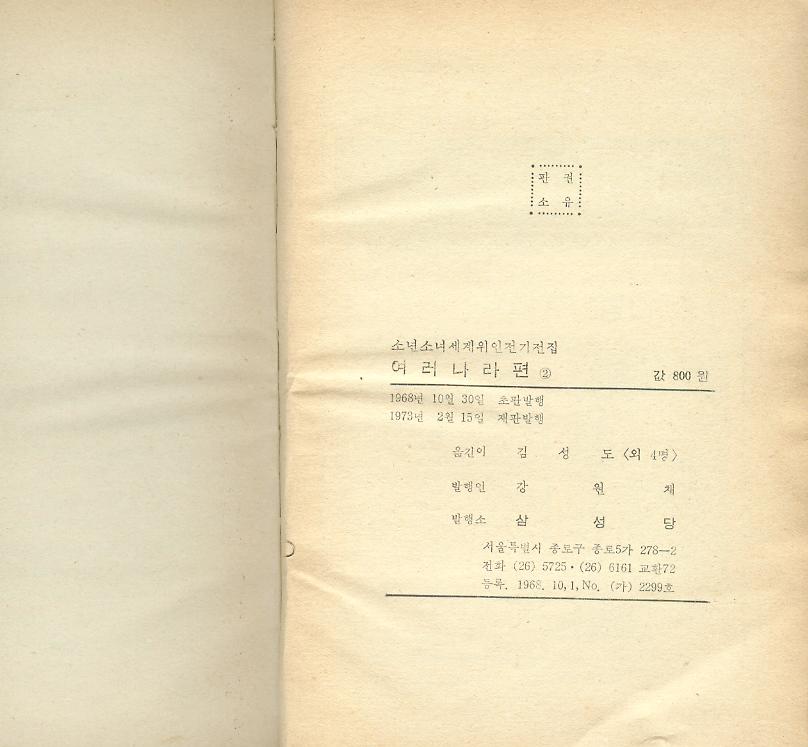 판 권
소 유
소년소녀세계위인전기전집
여 러 나 라 편 ②
값 800 원
1968년 10월 30일 초판발행
1973년 2월 15일 재판발행
옮긴이 김 성 도 〈외 4명〉
발행인 강 원 채
발행소 삼 성 당
서울특별시 종로구 종로5가 278—2
전화 (26) 5725 · (26) 6161 교환72
등록. 1968. 10, 1, No. (가) 2299호